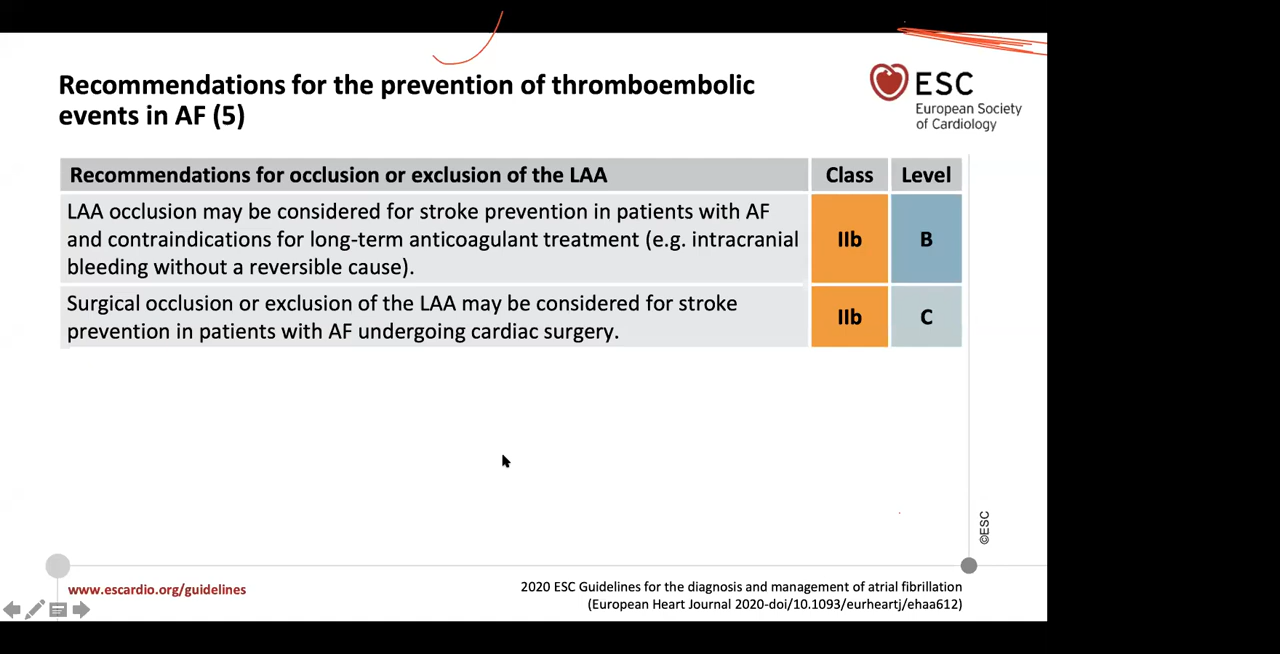 Recommendations for the prevention of thromboembolic
events in AF (5)
ESC
European Society
of Cardiology
Recommendations for occlusion or exclusion of the LAA Class Level
LAA occlusion may be considered for stroke prevention in patients with AF
and contraindications for long-term anticoagulant treatment (e.g. intracranial
bleeding without a reversible cause).
IIb B
Surgical occlusion or exclusion of the LAA may be considered for stroke
prevention in patients with AF undergoing cardiac surgery.
IIb C
©ESC
www.escardio.org/guidelines
2020 ESC Guidelines for the diagnosis and management of atrial fibrillation
(European Heart Journal 2020-doi/10.1093/eurheartj/ehaa612)